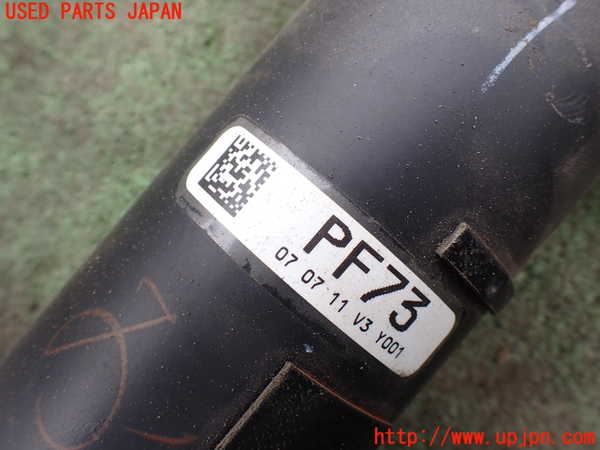 USED PARTS JAPAN
PF73
07 07 11 V3 Y001
http://www.upjpn.com/